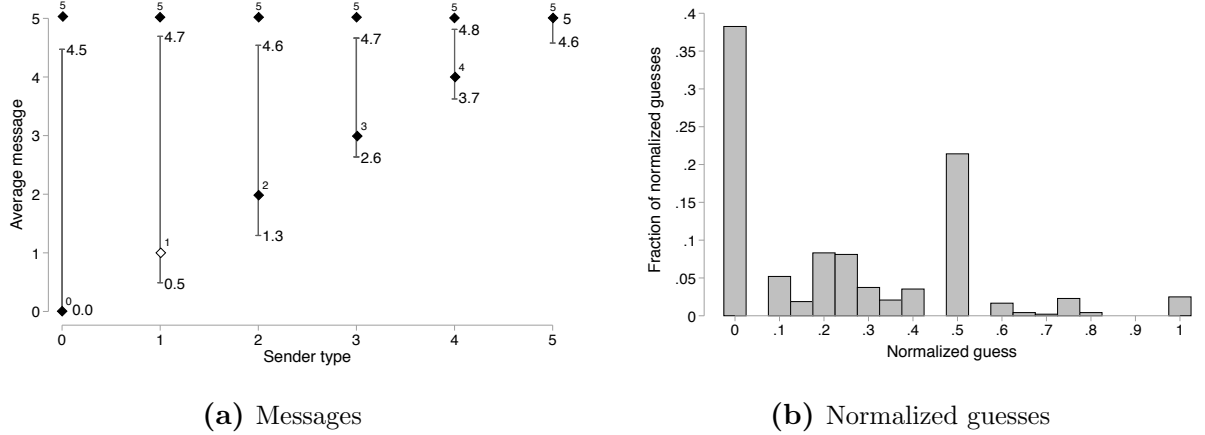 5 5 5 5 5 5
5
4.5 4.7 4.6 4.7 4.8 5
4.6
4 4
3.7
3 3
2.6
2 2
1.3
1 1
0.5
0 0 0.0
Average message
0 1 2 3 4 5
Sender type
(a) Messages
.4
.35
.3
.25
.2
.15
.1
.05
0
Fraction of normalized guesses
0 .1 .2 .3 .4 .5 .6 .7 .8 .9 1
Normalized guess
(b) Normalized guesses